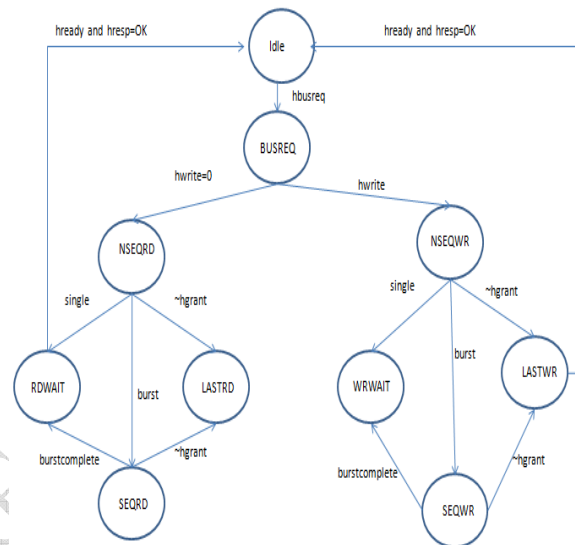 hready and hresp=OK
hready and hresp=OK
Idle
hbusreq
BUSREQ
hwrite=0
hwrite
NSEQRD
NSEQWR
single
~hgrant
single
~hgrant
burst
burst
RDWAIT
LASTRD
WRWAIT
LASTWR
burstcomplete
~hgrant
burstcomplete
~hgrant
SEQRD
SEQWR